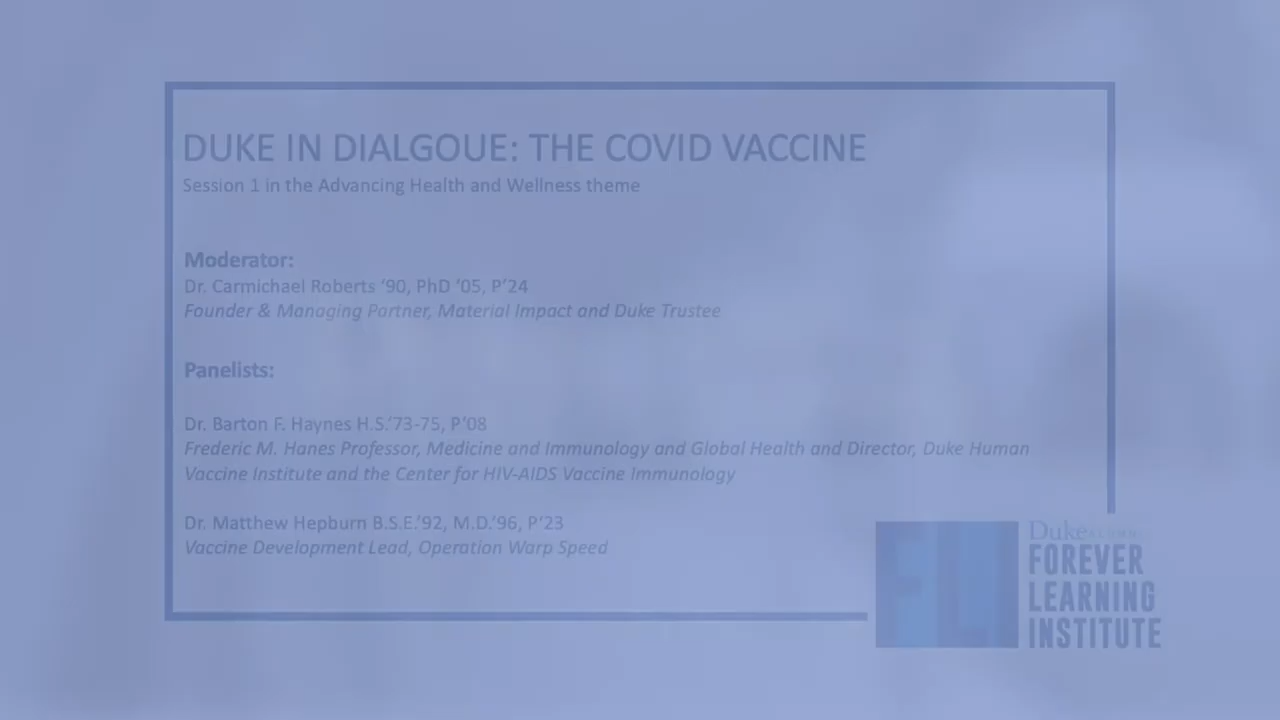 DUKE IN DIALGOUE: THE COVID VACCINE
Session 1 in the Advancing Health and Wellness theme
Moderator:
Dr. Carmichael Roberts ‘90, PhD ‘05, P’24
Founder & Managing Partner, Material Impact and Duke Trustee
Panelists:
Dr. Barton F. Haynes H.S.’73-75, P’08
Frederic M. Hanes Professor, Medicine and Immunology and Global Health and Director, Duke Human
Vaccine Institute and the Center for HIV-AIDS Vaccine Immunology
Dr. Matthew Hepburn B.S.E.’92, M.D.’96, P’23
Vaccine Development Lead, Operation Warp Speed
FLI
Duke ALUMNI
FOREVER
LEARNING
INSTITUTE